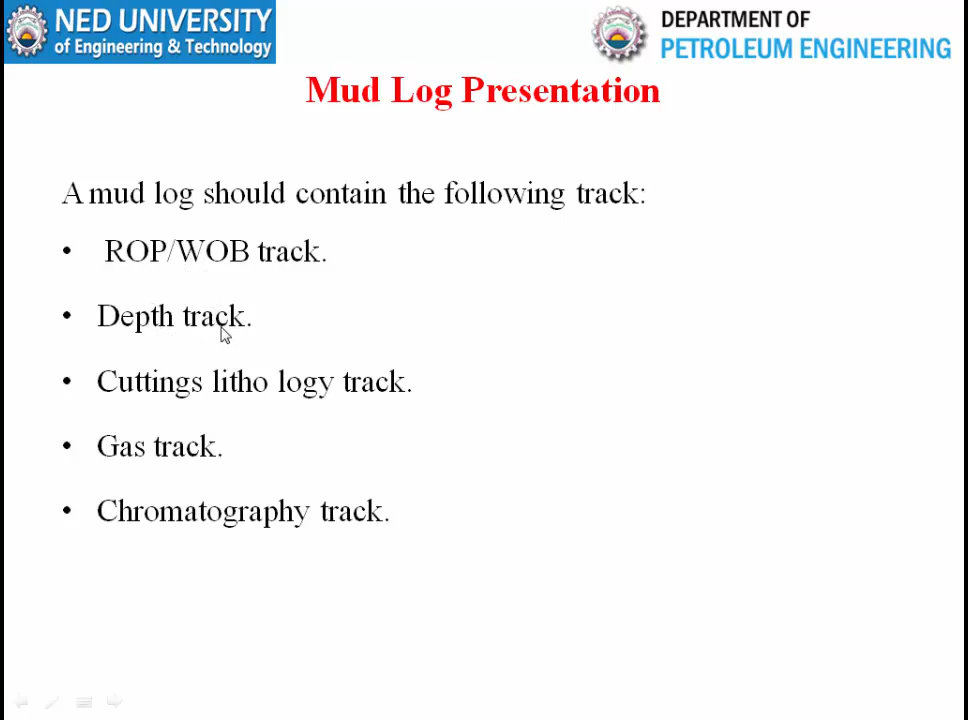 NED UNIVERSITY
of Engineering & Technology
DEPARTMENT OF
PETROLEUM ENGINEERING
Mud Log Presentation
A mud log should contain the following track:
• ROP/WOB track.
• Depth track.
• Cuttings litho logy track.
• Gas track.
• Chromatography track.